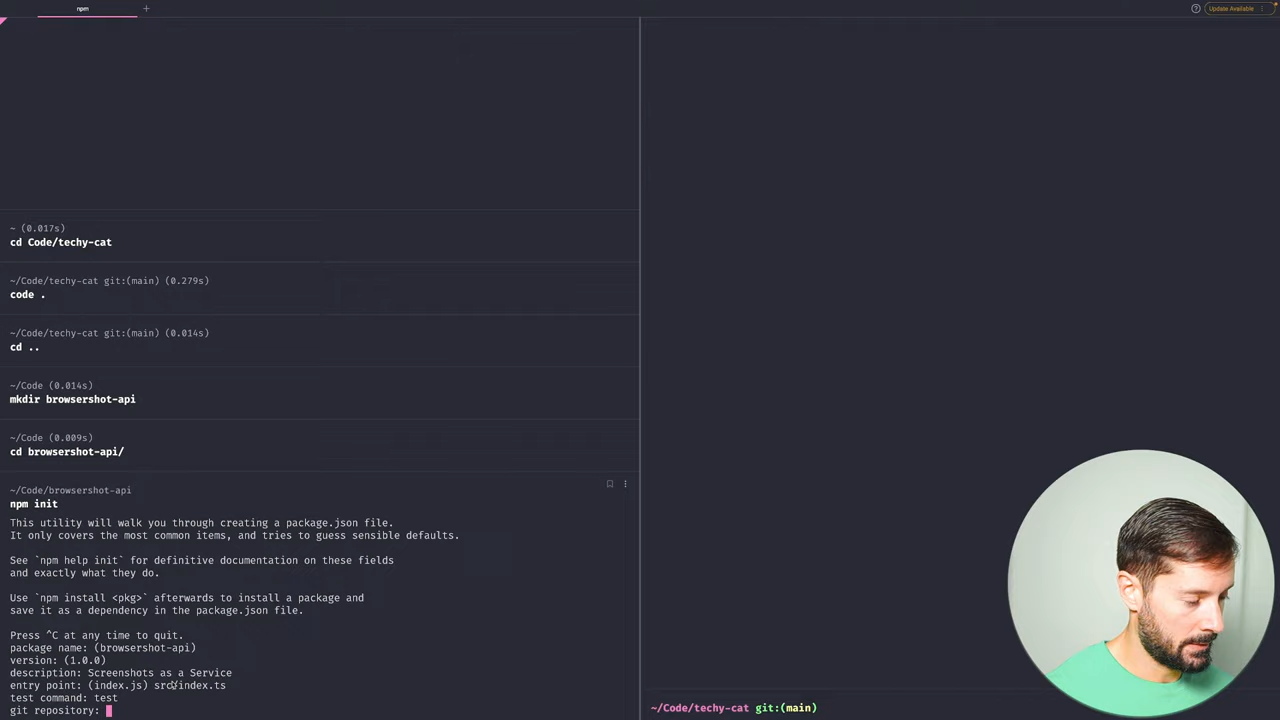 npm
+
Update Available
~ (0.017s)
cd Code/techy-cat
~/Code/techy-cat git:(main) (0.279s)
code .
~/Code/techy-cat git:(main) (0.014s)
cd ..
~/Code (0.014s)
mkdir browsershot-api
~/Code (0.009s)
cd browsershot-api/
~/Code/browsershot-api
npm init
This utility will walk you through creating a package.json file.
It only covers the most common items, and tries to guess sensible defaults.
See `npm help init` for definitive documentation on these fields
and exactly what they do.
Use `npm install <pkg>` afterwards to install a package and
save it as a dependency in the package.json file.
Press ^C at any time to quit.
package name: (browsershot-api)
version: (1.0.0)
description: Screenshots as a Service
entry point: (index.js) src/index.ts
test command: test
git repository:
~/Code/techy-cat git:(main)